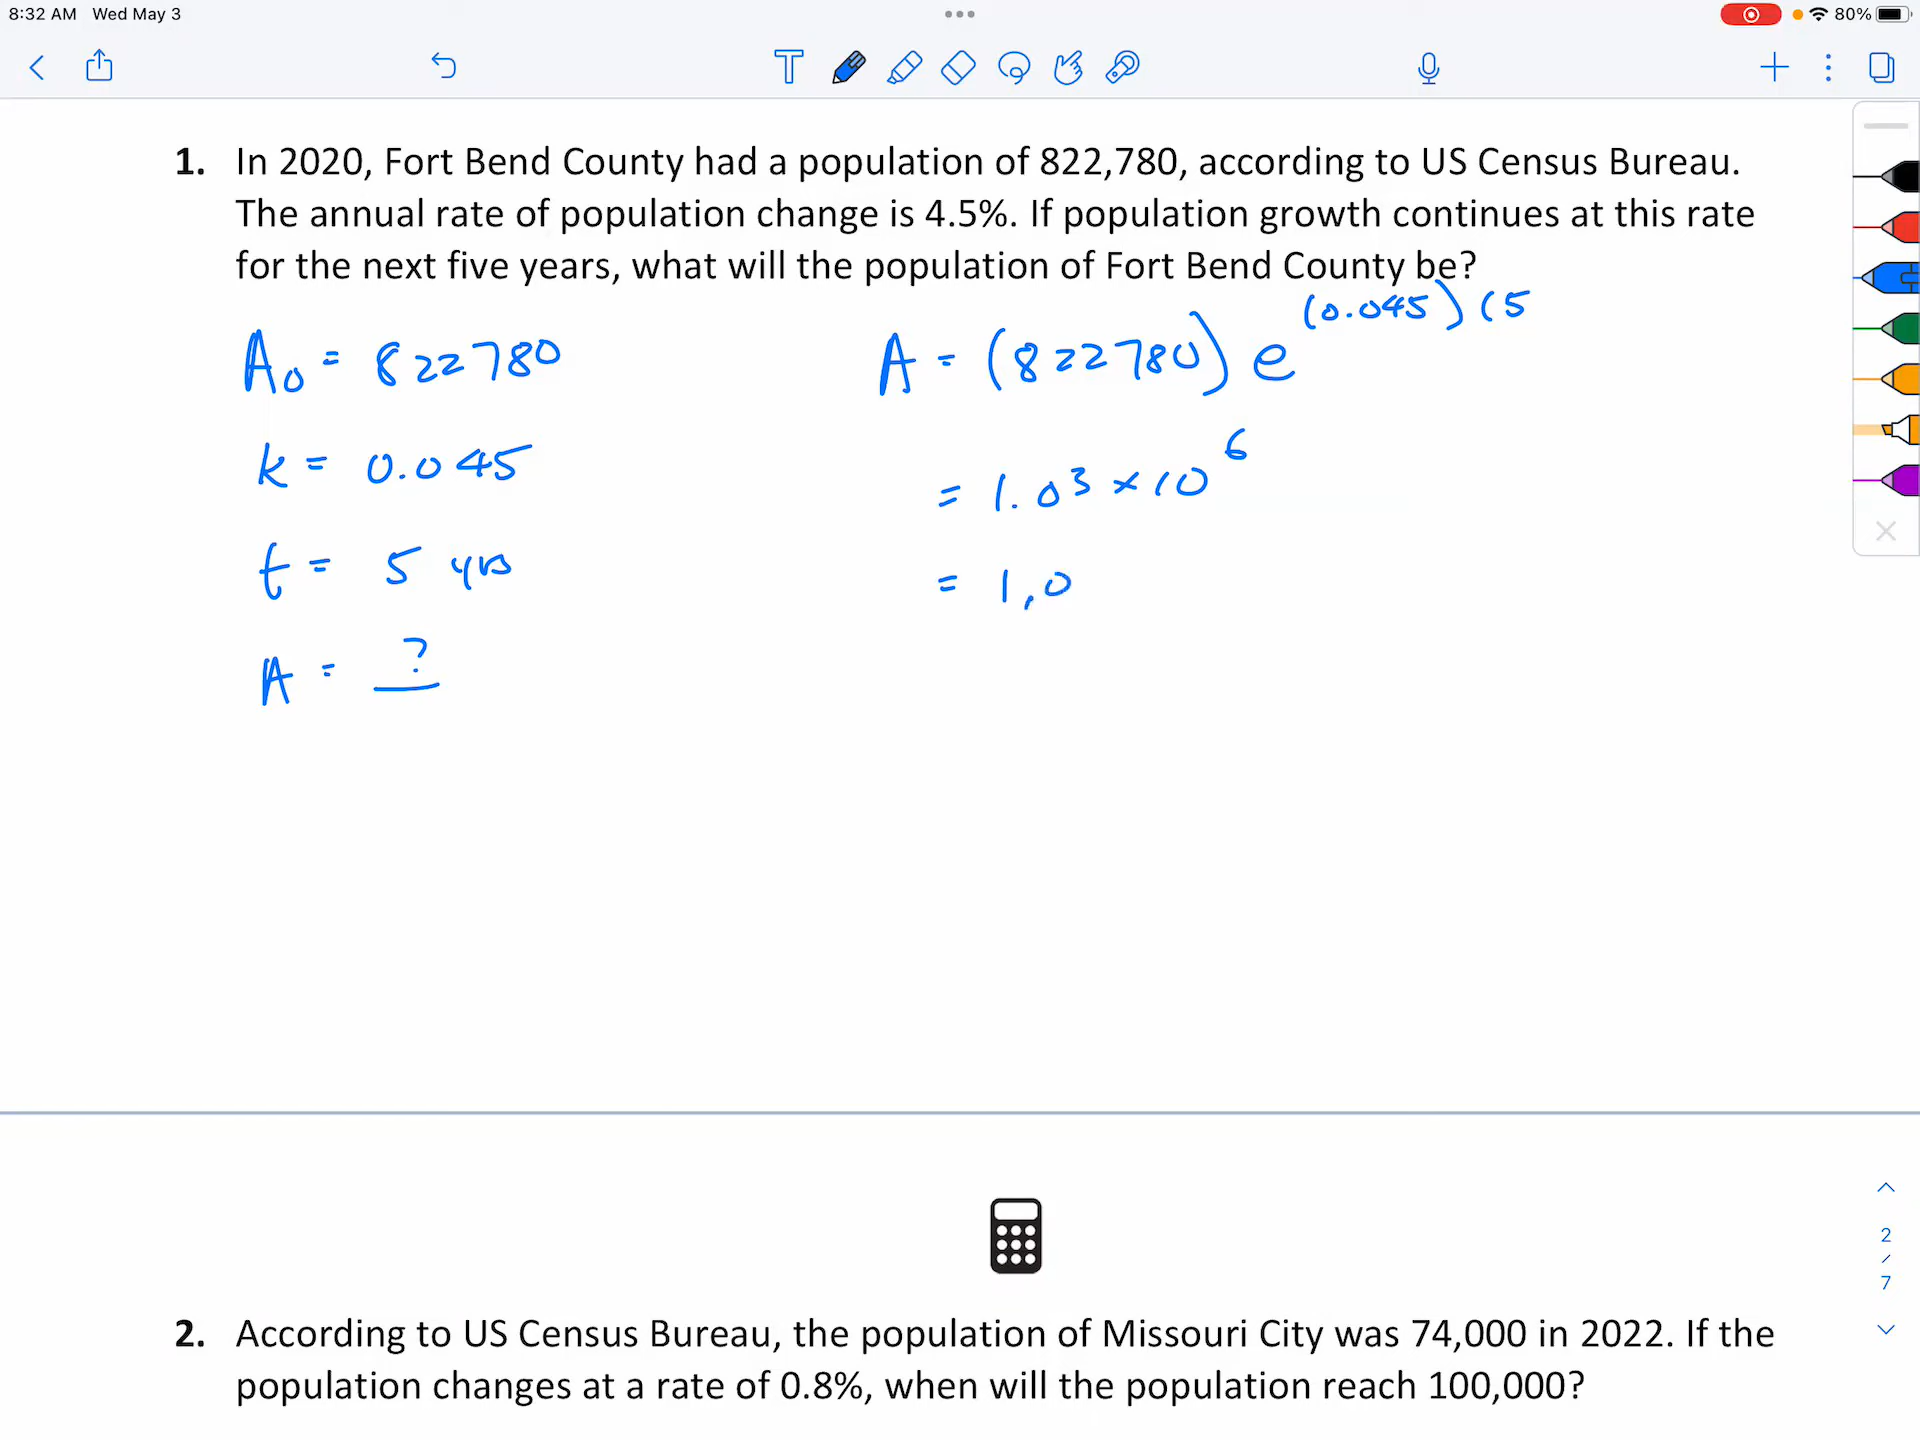 8:32 AM Wed May 3
80%
1. In 2020, Fort Bend County had a population of 822,780, according to US Census Bureau.
The annual rate of population change is 4.5%. If population growth continues at this rate
for the next five years, what will the population of Fort Bend County be?
A₀ = 822780
k = 0.045
t = 5 yrs
A = ?
A = (822780) e^(0.045)(5
= 1.03 × 10⁶
= 1,0
2
/
7
2. According to US Census Bureau, the population of Missouri City was 74,000 in 2022. If the
population changes at a rate of 0.8%, when will the population reach 100,000?